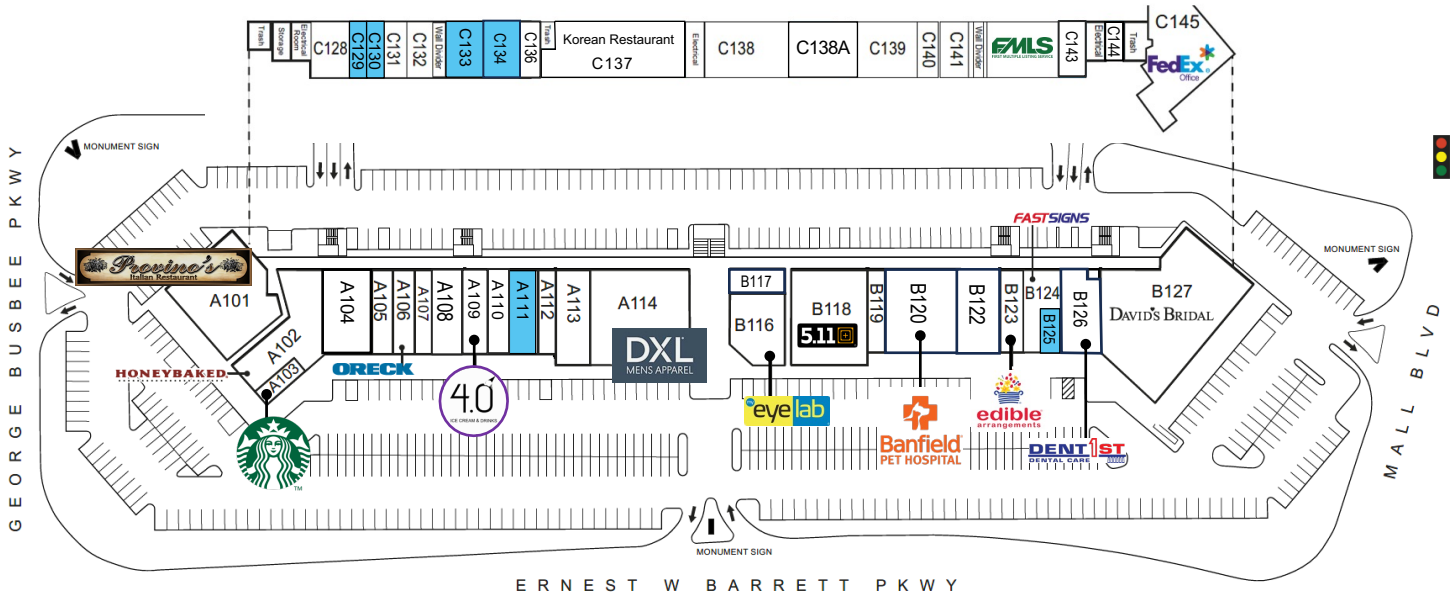 Trash
Storage
Electrical
Room
C128
C129
C130
C131
C132
Wall Divider
C133
C134
C136
Trash
Korean Restaurant
C137
Electrical
C138
C138A
C139
C140
C141
Wall Divider
FMLS
FIRST MULTIPLE LISTING SERVICE
C143
Electrical
C144
Trash
C145
FedEx®
Office
GEORGE BUSBEE PKWY
MONUMENT SIGN
MONUMENT SIGN
FASTSIGNS
Provino's
Italian Restaurant
A101
A102
A103
A104
A105
A106
A107
A108
A109
A110
A111
A112
A113
A114
B117
B116
B118
5.11
B119
B120
B122
B123
B124
B125
B126
B127
DAVID'S BRIDAL
HONEYBAKED
ORECK
DXL
MENS APPAREL
4.0
ICE CREAM & DRINKS
my eyelab
Banfield®
PET HOSPITAL
edible®
arrangements
DENT1ST
DENTAL CARE
TM
MALL BLVD
MONUMENT SIGN
ERNEST W BARRETT PKWY